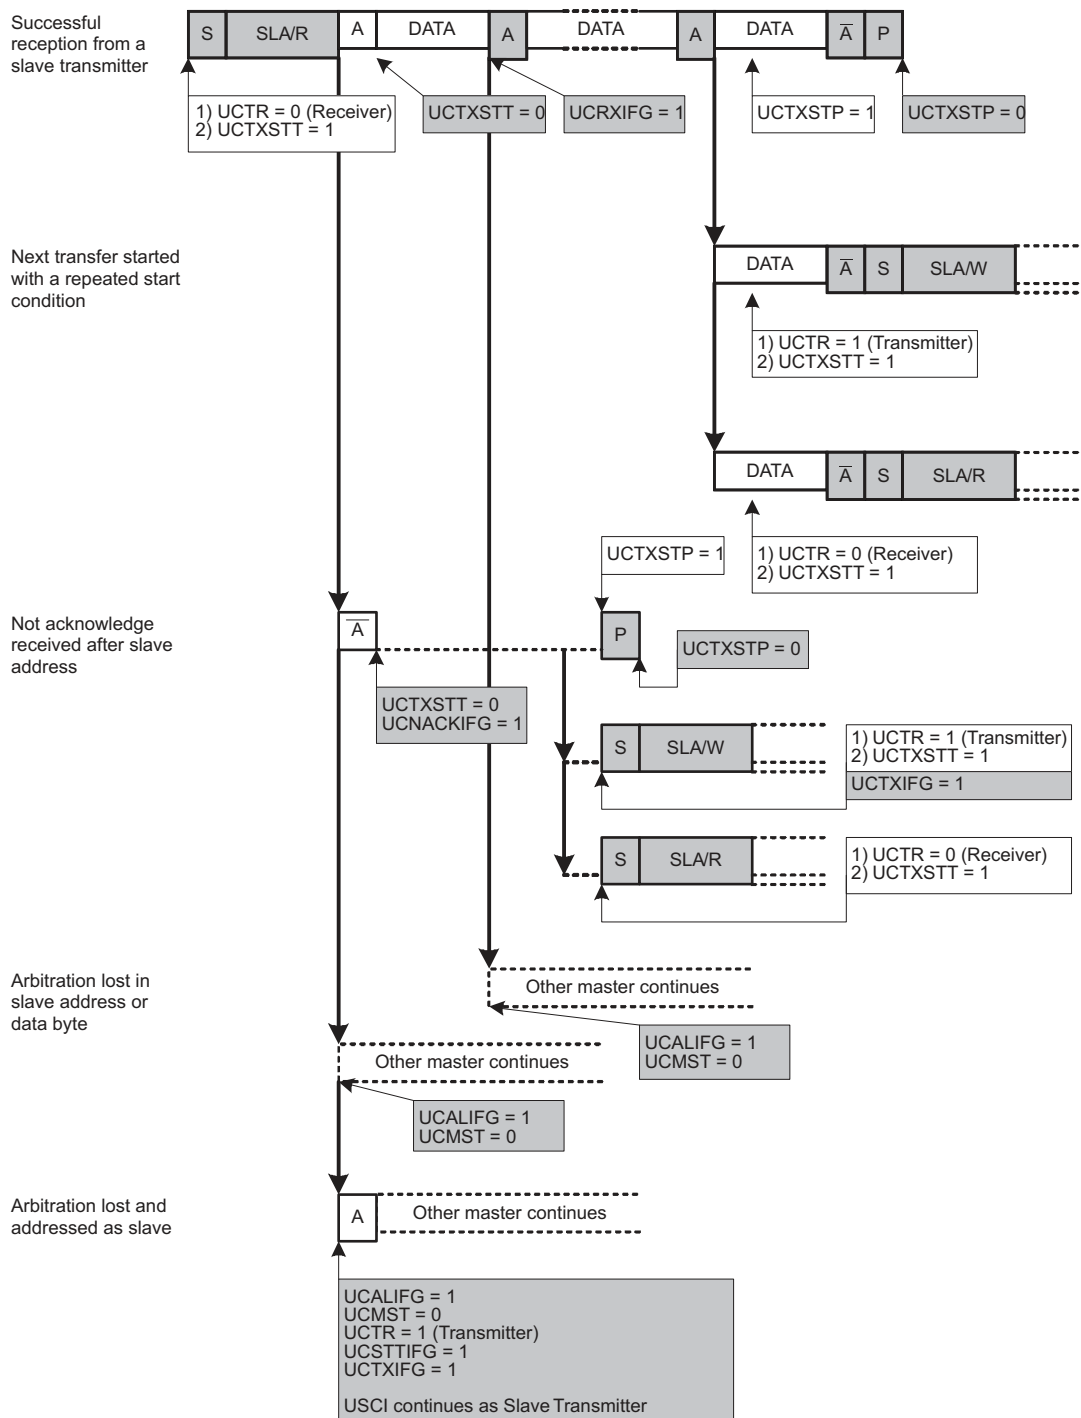 Successful
reception from a
slave transmitter
S
SLA/R
A
DATA
A
DATA
A
DATA
A̅
P
1) UCTR = 0 (Receiver)
2) UCTXSTT = 1
UCTXSTT = 0
UCRXIFG = 1
UCTXSTP = 1
UCTXSTP = 0
Next transfer started
with a repeated start
condition
DATA
A̅
S
SLA/W
1) UCTR = 1 (Transmitter)
2) UCTXSTT = 1
DATA
A̅
S
SLA/R
1) UCTR = 0 (Receiver)
2) UCTXSTT = 1
UCTXSTP = 1
Not acknowledge
received after slave
address
A̅
P
UCTXSTP = 0
UCTXSTT = 0
UCNACKIFG = 1
S
SLA/W
1) UCTR = 1 (Transmitter)
2) UCTXSTT = 1
UCTXIFG = 1
S
SLA/R
1) UCTR = 0 (Receiver)
2) UCTXSTT = 1
Arbitration lost in
slave address or
data byte
Other master continues
UCALIFG = 1
UCMST = 0
Other master continues
UCALIFG = 1
UCMST = 0
Arbitration lost and
addressed as slave
A
Other master continues
UCALIFG = 1
UCMST = 0
UCTR = 1 (Transmitter)
UCSTTIFG = 1
UCTXIFG = 1
USCI continues as Slave Transmitter